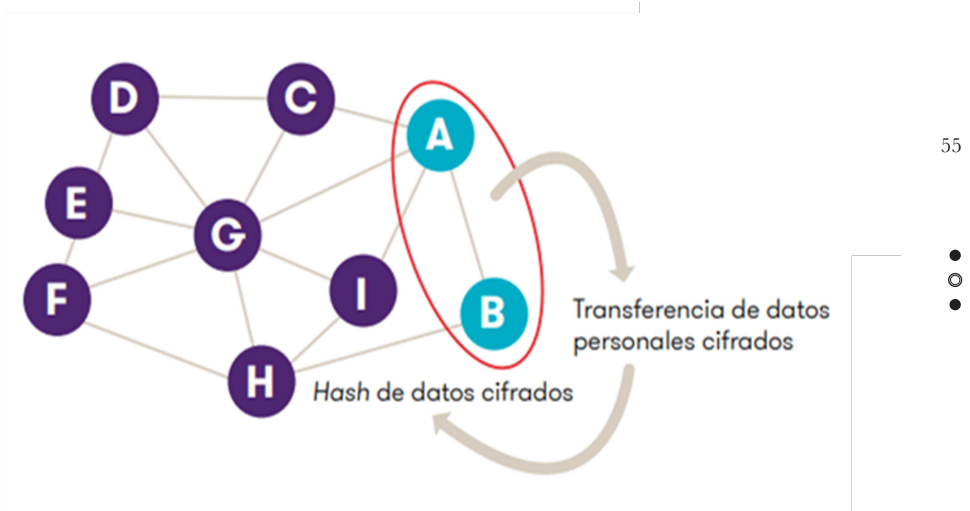 D
C
A
55
E
G
I
F
B
Transferencia de datos
personales cifrados
H
Hash de datos cifrados